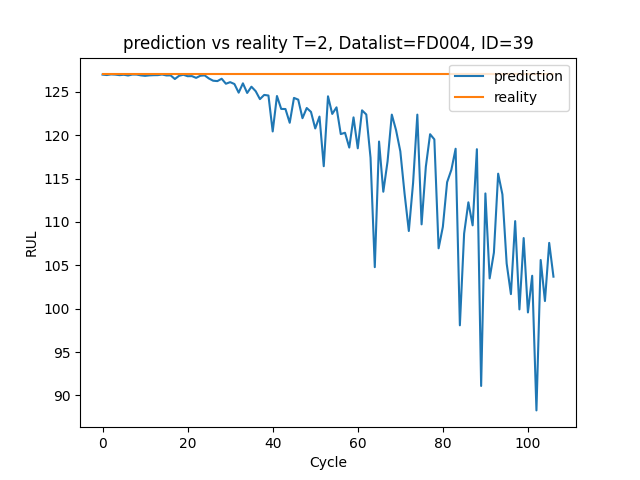 prediction vs reality T=2, Datalist=FD004, ID=39
prediction
reality
125
120
115
110
105
100
95
90
RUL
0 20 40 60 80 100
Cycle